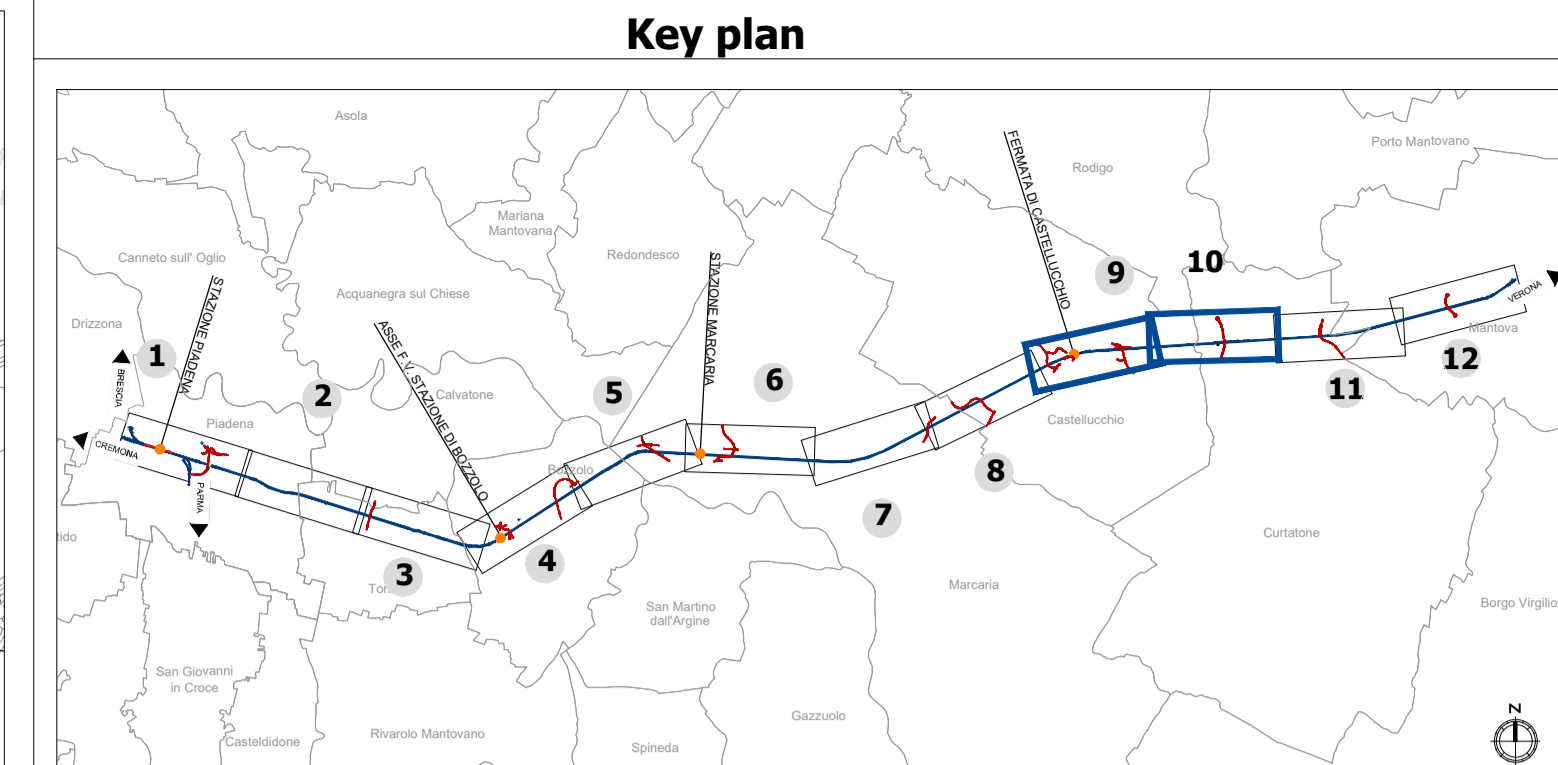 Key plan
Asola
Porto Mantovano
Rodigo
FERMATA DI CASTELLUCCHIO
Mariana
Mantovana
Canneto sull' Oglio
Redondesco
STAZIONE MARCARIA
9
10
Acquanegra sul Chiese
STAZIONE PIADENA
VERONA
Drizzona
ASSE F.V. STAZIONE DI BOZZOLO
Mantova
1
BRESCIA
12
2
Calvatone
5
6
11
Piadena
Castellucchio
CREMONA
Bozzolo
8
PARMA
7
tido
Curtatone
4
3
Tor
Marcaria
San Martino
dall'Argine
Borgo Virgilio
San Giovanni
in Croce
N
Gazzuolo
Rivarolo Mantovano
Casteldidone
Spineda